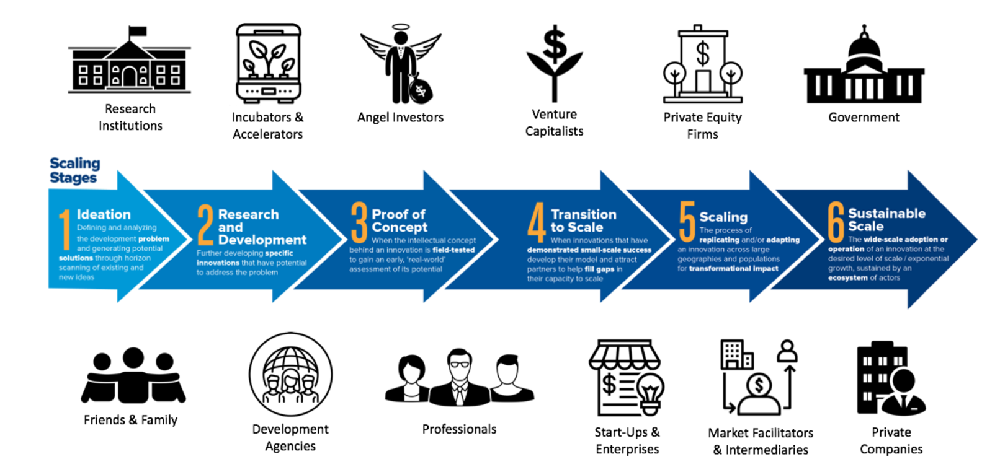 Research
Institutions
Incubators &
Accelerators
Angel Investors
Venture
Capitalists
Private Equity
Firms
Government
Scaling
Stages
1 Ideation
Defining and analyzing
the development problem
and generating potential
solutions through horizon
scanning of existing and
new ideas
2 Research
and
Development
Further developing specific
innovations that have potential
to address the problem
3 Proof of
Concept
When the intellectual concept
behind an innovation is field-tested
to gain an early, 'real-world'
assessment of its potential
4 Transition
to Scale
When innovations that have
demonstrated small-scale success
develop their model and attract
partners to help fill gaps in
their capacity to scale
5 Scaling
The process of
replicating and/or adapting
an innovation across large
geographies and populations
for transformational impact
6 Sustainable
Scale
The wide-scale adoption or
operation of an innovation at the
desired level of scale / exponential
growth, sustained by an
ecosystem of actors
Friends & Family
Development
Agencies
Professionals
Start-Ups &
Enterprises
Market Facilitators
& Intermediaries
Private
Companies